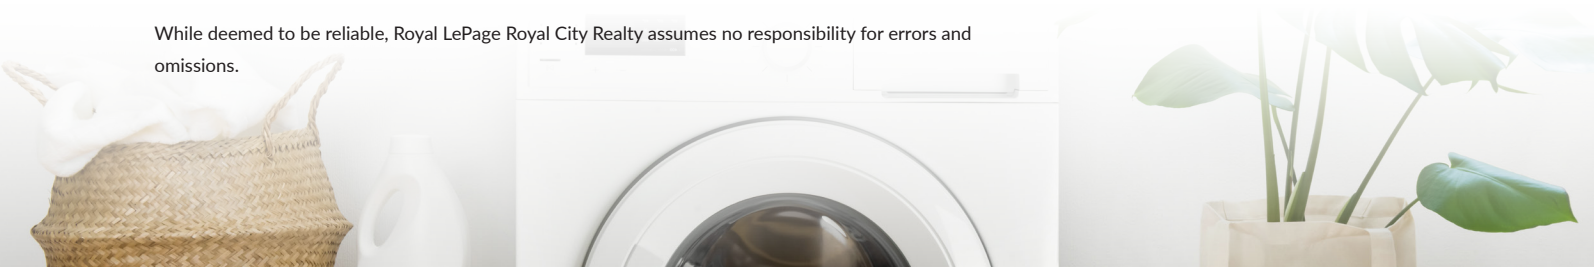 While deemed to be reliable, Royal LePage Royal City Realty assumes no responsibility for errors and
omissions.